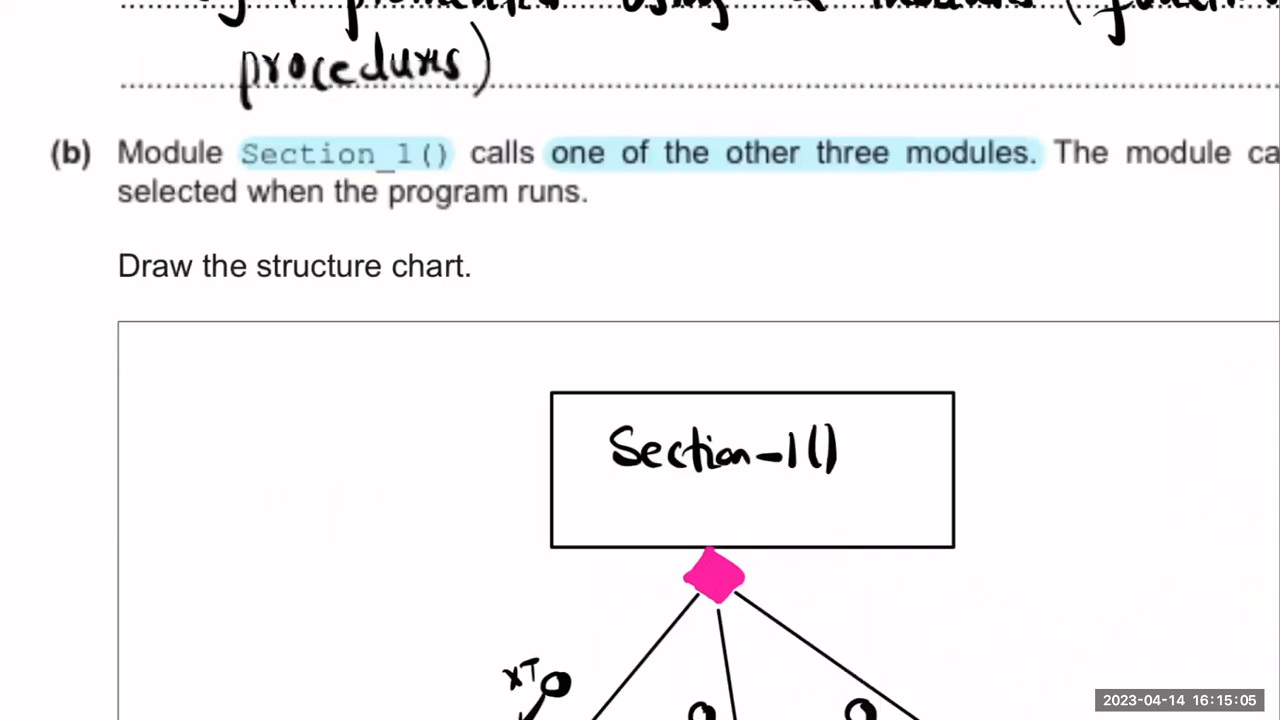 using
procedures)
(b) Module Section_1() calls one of the other three modules. The module ca
selected when the program runs.
Draw the structure chart.
Section-1()
XT
2023-04-14 16:15:05